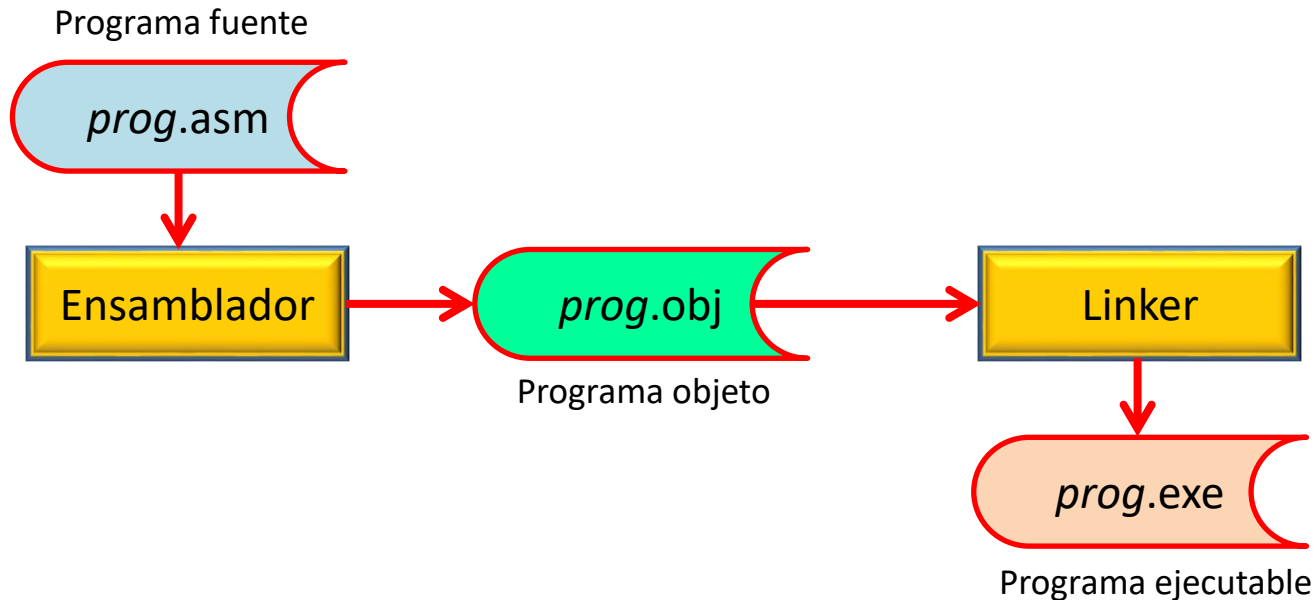 Programa fuente
prog.asm
Ensamblador
prog.obj
Linker
Programa objeto
prog.exe
Programa ejecutable